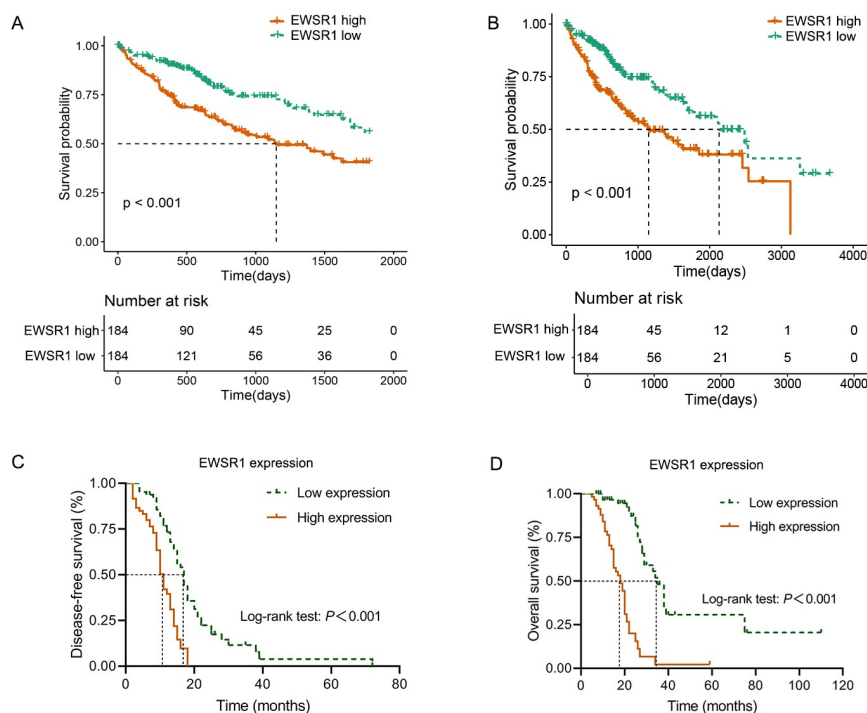 A
EWSR1 high
EWSR1 low
Survival probability
1.00
0.75
0.50
0.25
0.00
p < 0.001
0 500 1000 1500 2000
Time(days)
Number at risk
EWSR1 high 184 90 45 25 0
EWSR1 low 184 121 56 36 0
0 500 1000 1500 2000
Time(days)
B
EWSR1 high
EWSR1 low
Survival probability
1.00
0.75
0.50
0.25
0.00
p < 0.001
0 1000 2000 3000 4000
Time(days)
Number at risk
EWSR1 high 184 45 12 1 0
EWSR1 low 184 56 21 5 0
0 1000 2000 3000 4000
Time(days)
C
EWSR1 expression
Low expression
High expression
Disease-free survival (%)
1.00
0.75
0.50
0.25
0.00
Log-rank test: P<0.001
0 20 40 60 80
Time (months)
D
EWSR1 expression
Low expression
High expression
Overall survival (%)
1.00
0.75
0.50
0.25
0.00
Log-rank test: P<0.001
0 20 40 60 80 100 120
Time (months)